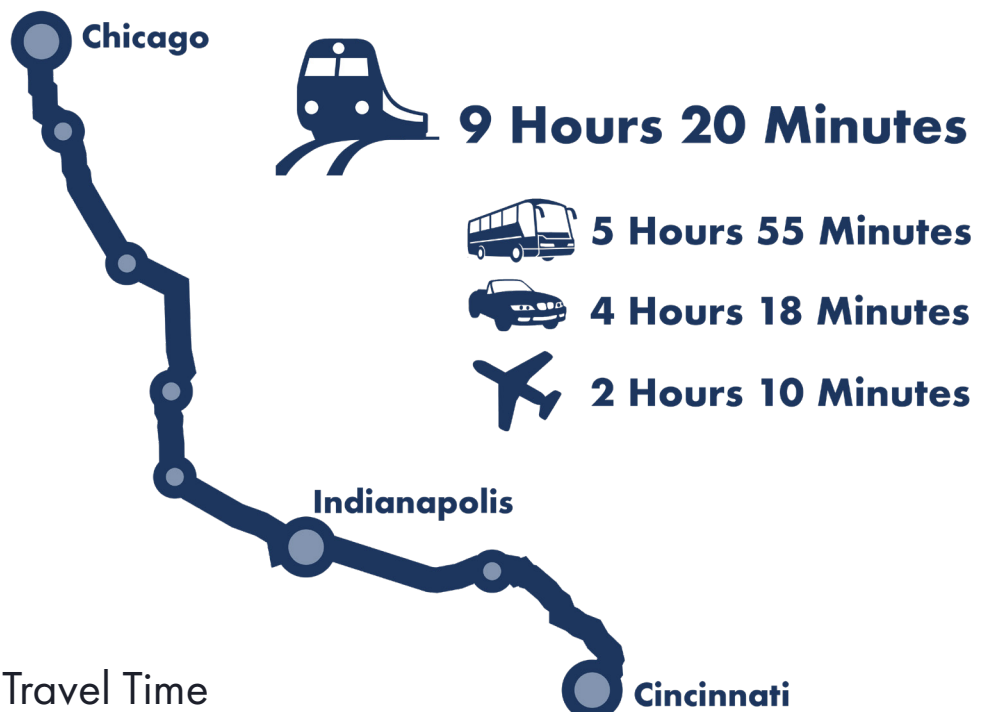 Chicago
9 Hours 20 Minutes
5 Hours 55 Minutes
4 Hours 18 Minutes
2 Hours 10 Minutes
Indianapolis
Travel Time
Cincinnati